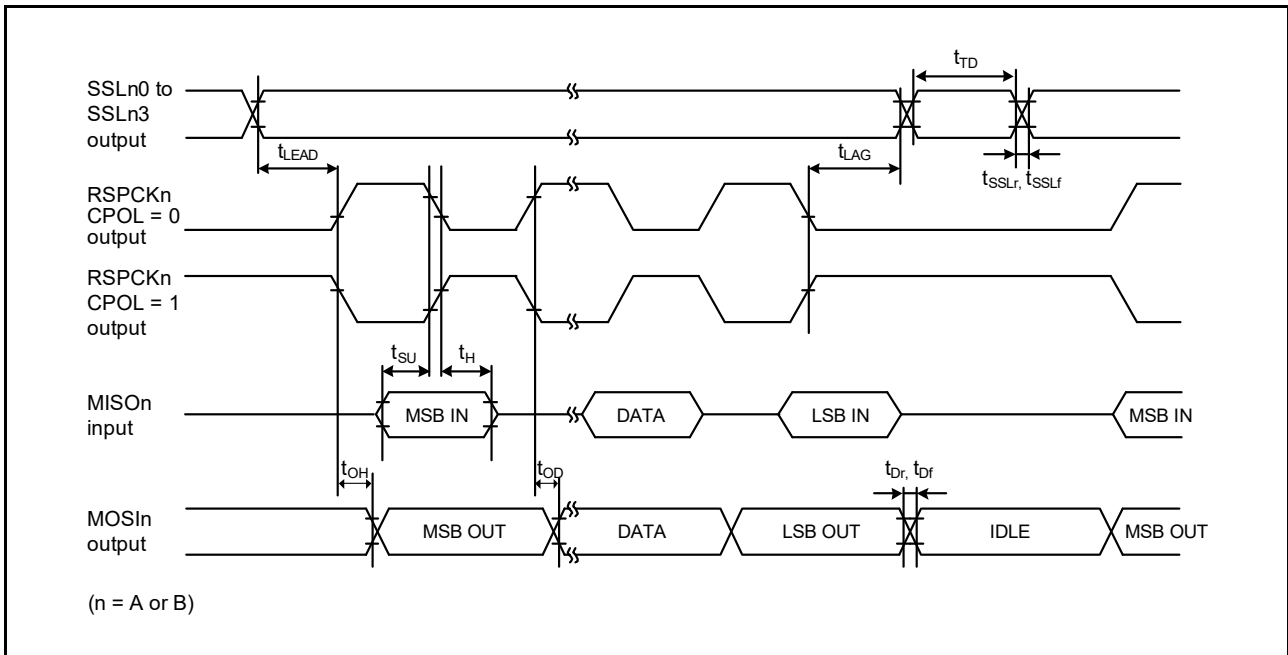 SSLn0 to
SSLn3
output
tTD
tLEAD
tLAG
tSSLr, tSSLf
RSPCKn
CPOL = 0
output
RSPCKn
CPOL = 1
output
tSU
tH
MISOn
input
MSB IN
DATA
LSB IN
MSB IN
tOH
tOD
tDr, tDf
MOSIn
output
MSB OUT
DATA
LSB OUT
IDLE
MSB OUT
(n = A or B)